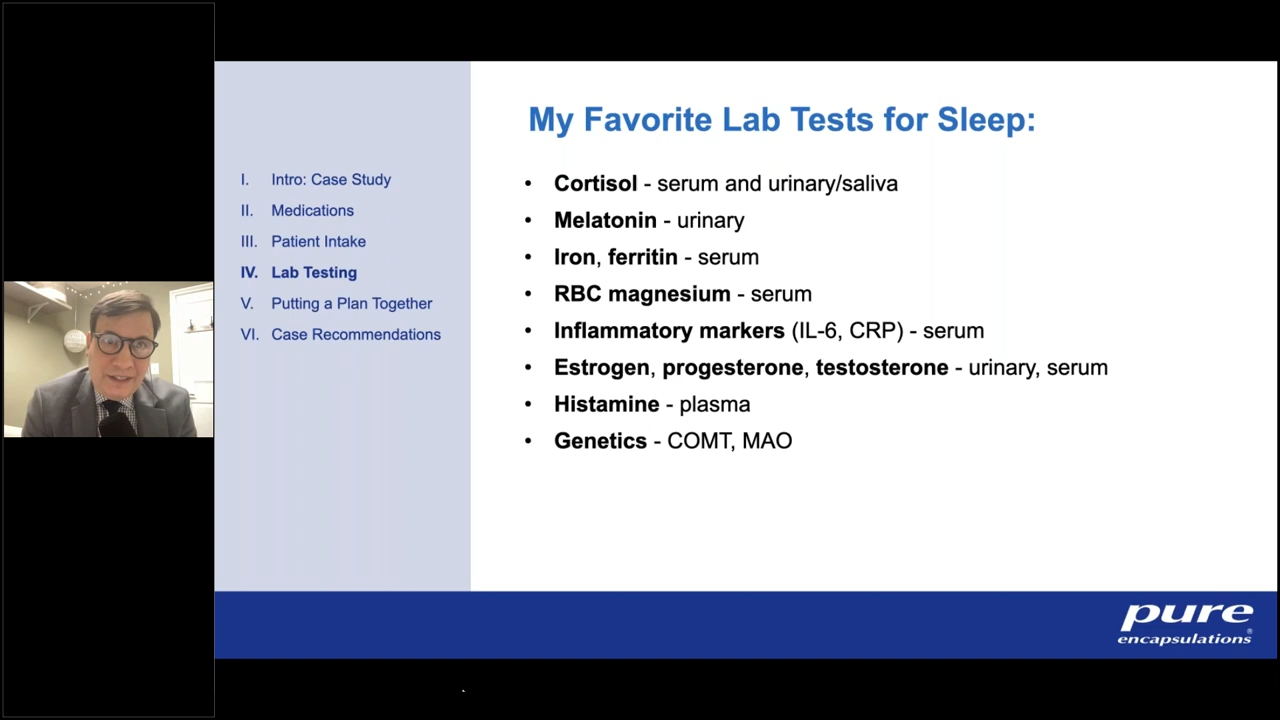 My Favorite Lab Tests for Sleep:
I. Intro: Case Study
II. Medications
III. Patient Intake
IV. Lab Testing
V. Putting a Plan Together
VI. Case Recommendations
• Cortisol - serum and urinary/saliva
• Melatonin - urinary
• Iron, ferritin - serum
• RBC magnesium - serum
• Inflammatory markers (IL-6, CRP) - serum
• Estrogen, progesterone, testosterone - urinary, serum
• Histamine - plasma
• Genetics - COMT, MAO
pure
encapsulations®